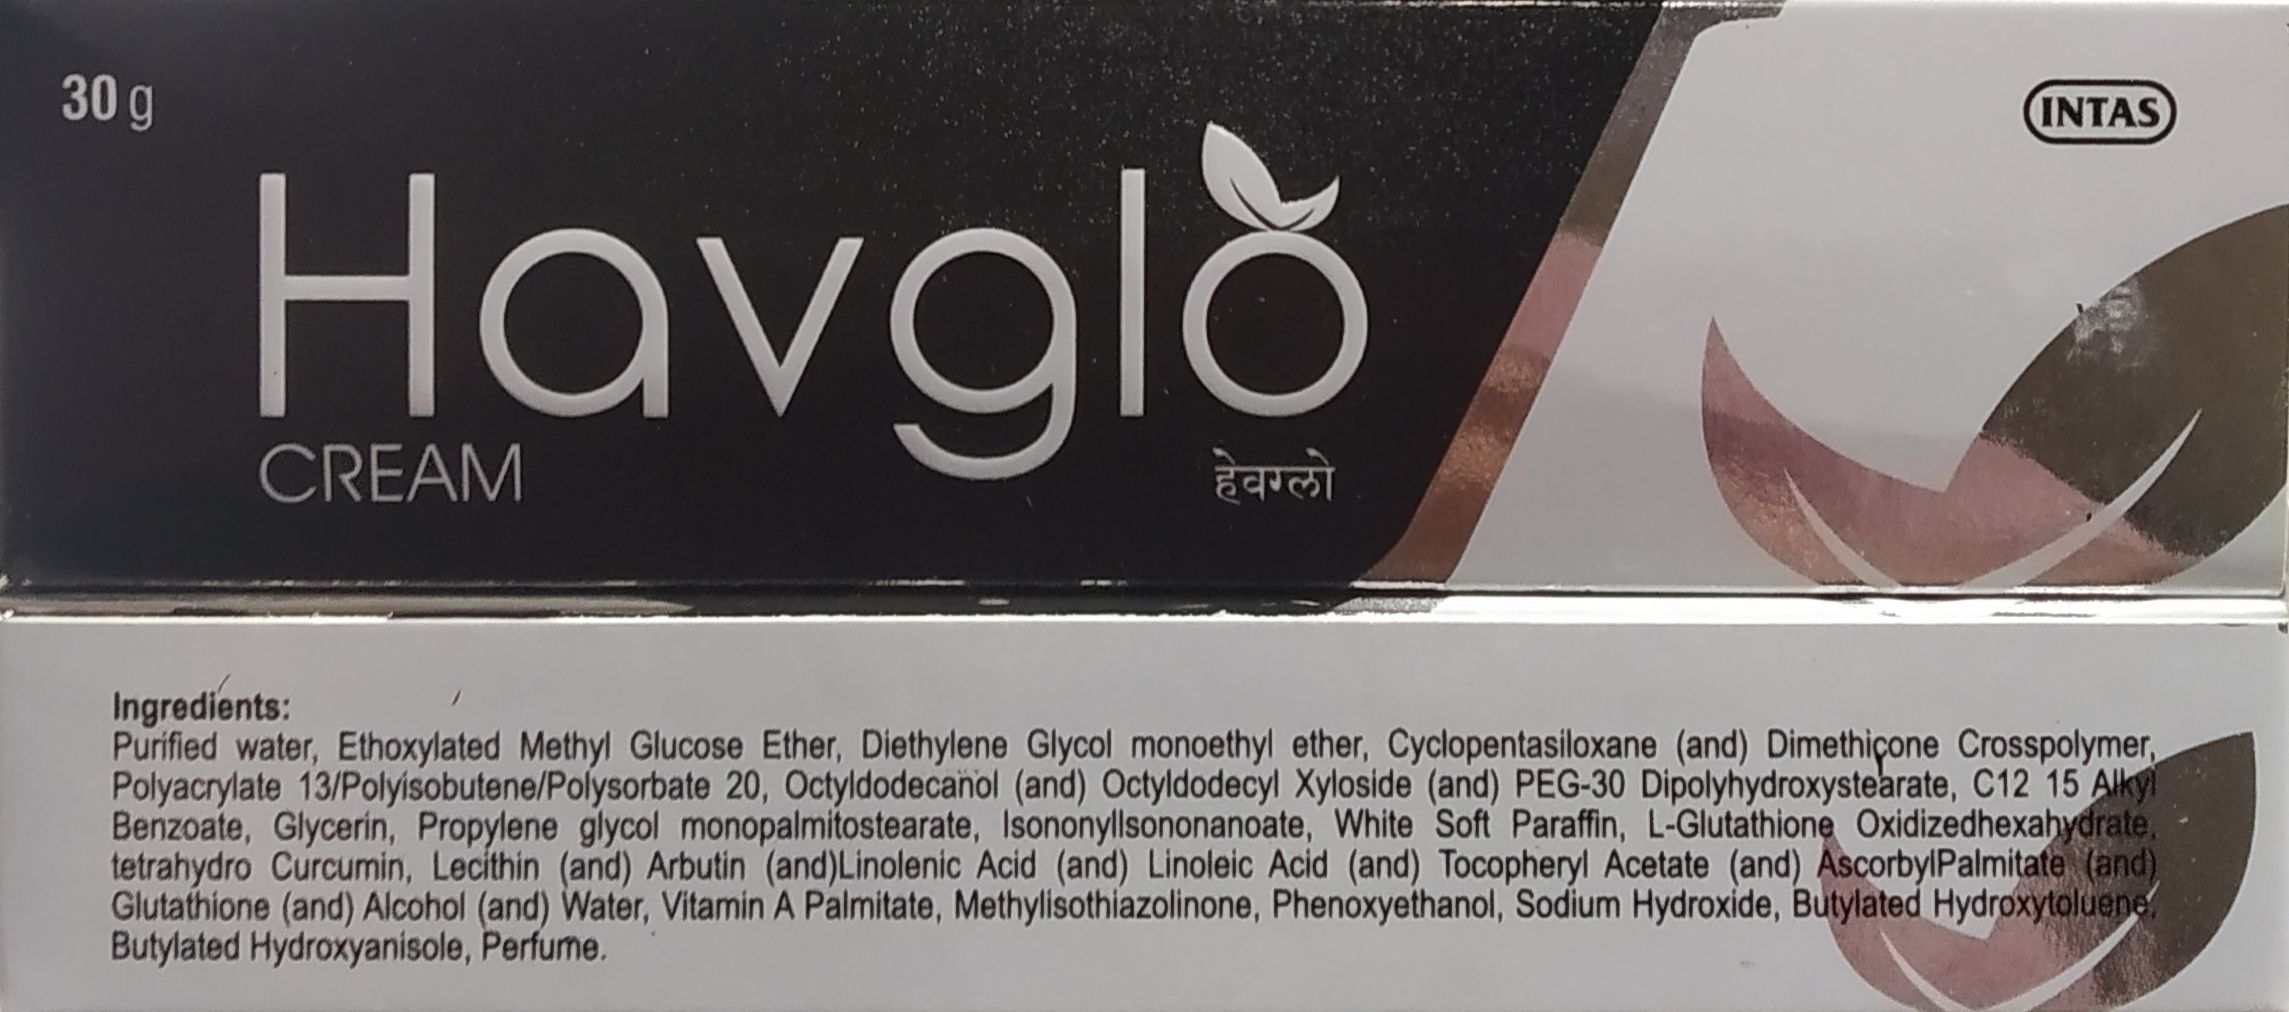 30 g
INTAS
Havglo
CREAM
हेवग्लो
Ingredients:
Purified water, Ethoxylated Methyl Glucose Ether, Diethylene Glycol monoethyl ether, Cyclopentasiloxane (and) Dimethicone Crosspolymer,
Polyacrylate 13/Polyisobutene/Polysorbate 20, Octyldodecanol (and) Octyldodecyl Xyloside (and) PEG-30 Dipolyhydroxystearate, C12 15 Alkyl
Benzoate, Glycerin, Propylene glycol monopalmitostearate, Isononyllsononanoate, White Soft Paraffin, L-Glutathione Oxidizedhexahydrate,
tetrahydro Curcumin, Lecithin (and) Arbutin (and)Linolenic Acid (and) Linoleic Acid (and) Tocopheryl Acetate (and) AscorbylPalmitate (and)
Glutathione (and) Alcohol (and) Water, Vitamin A Palmitate, Methylisothiazolinone, Phenoxyethanol, Sodium Hydroxide, Butylated Hydroxytoluene,
Butylated Hydroxyanisole, Perfume.